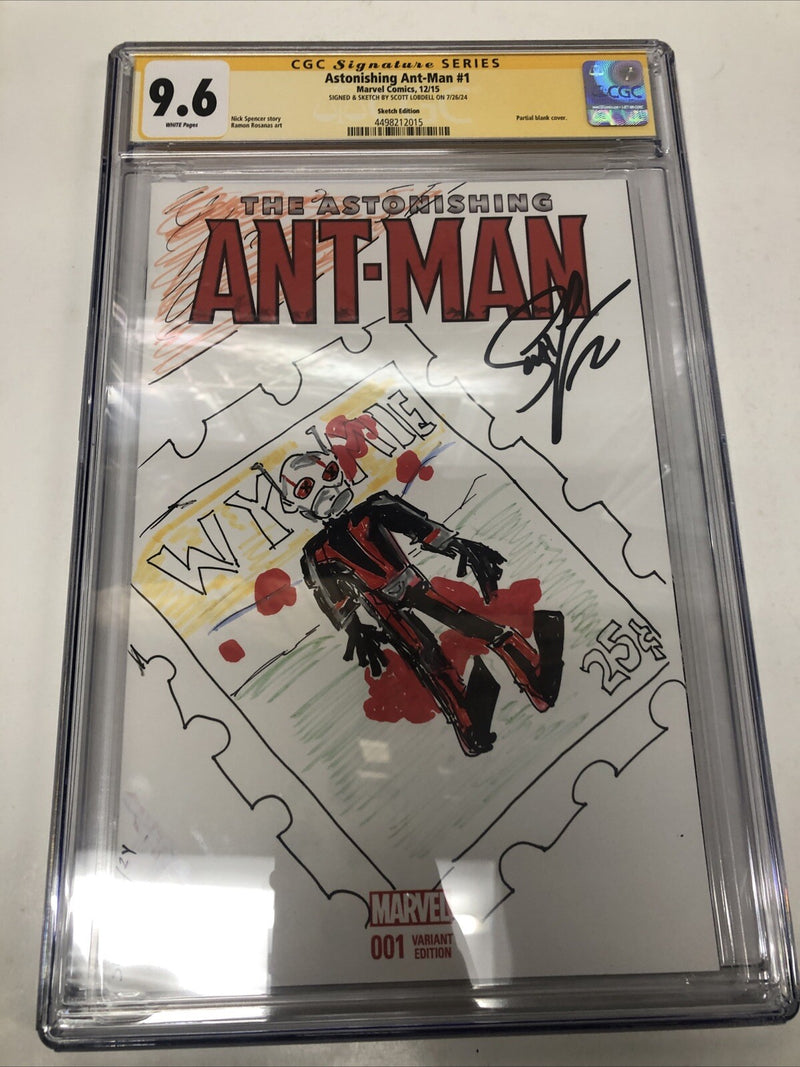 CGC Signature SERIES
9.6
WHITE Pages
Astonishing Ant-Man #1
Marvel Comics, 12/15
SIGNED & SKETCH BY SCOTT LOBDELL ON 7/26/24
Sketch Edition
Nick Spencer story
Ramon Rosanas art
4498212015
Partial blank cover.
CGC
THE ASTONISHING
ANT-MAN
25¢
MARVEL
001 VARIANT
EDITION